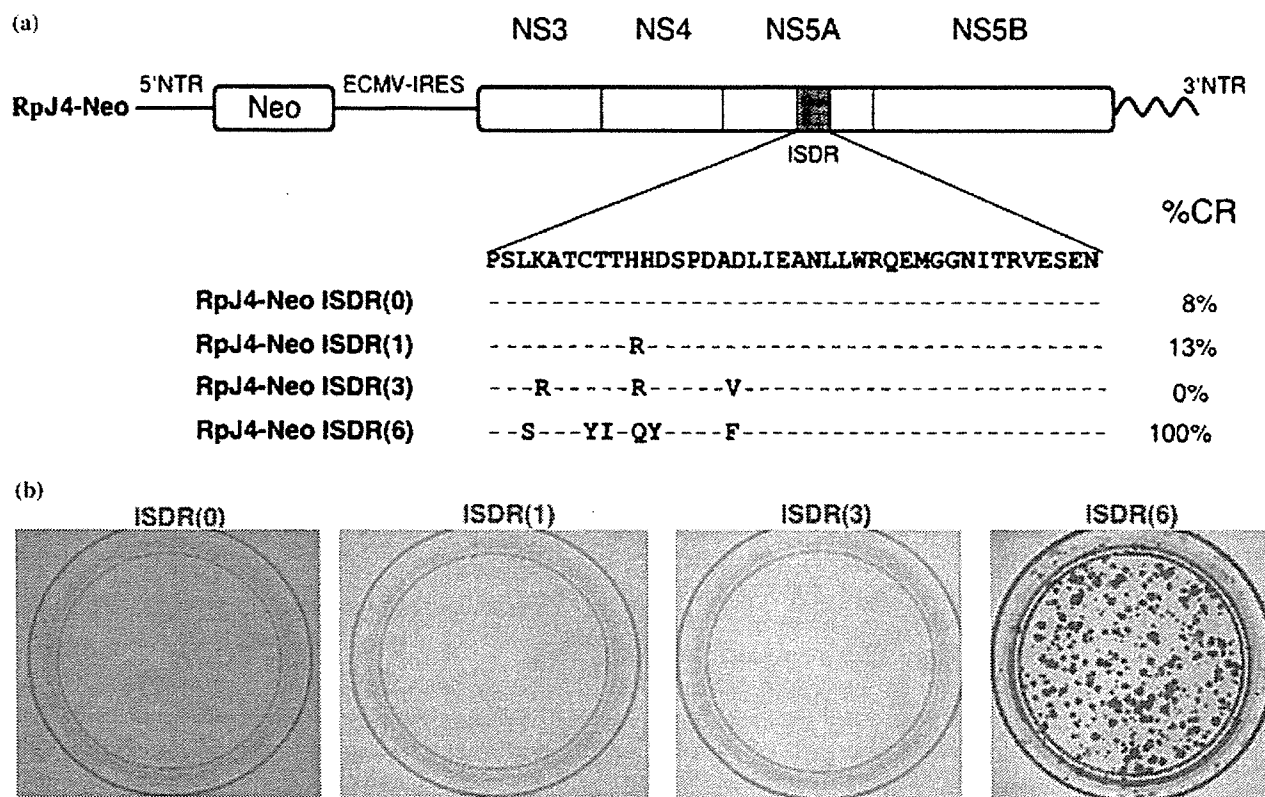 (a)
NS3 NS4 NS5A NS5B
5'NTR ECMV-IRES 3'NTR
RpJ4-Neo Neo
ISDR
%CR
PSLKATCTTHHDSPDADLIEANLLWRQEMGGNITRVESEN
RpJ4-Neo ISDR(0) ---------------------------------------- 8%
RpJ4-Neo ISDR(1) ---------R------------------------------ 13%
RpJ4-Neo ISDR(3) ---R-----R-----V------------------------ 0%
RpJ4-Neo ISDR(6) --S---YI-QY----F------------------------ 100%
(b)
ISDR(0) ISDR(1) ISDR(3) ISDR(6)